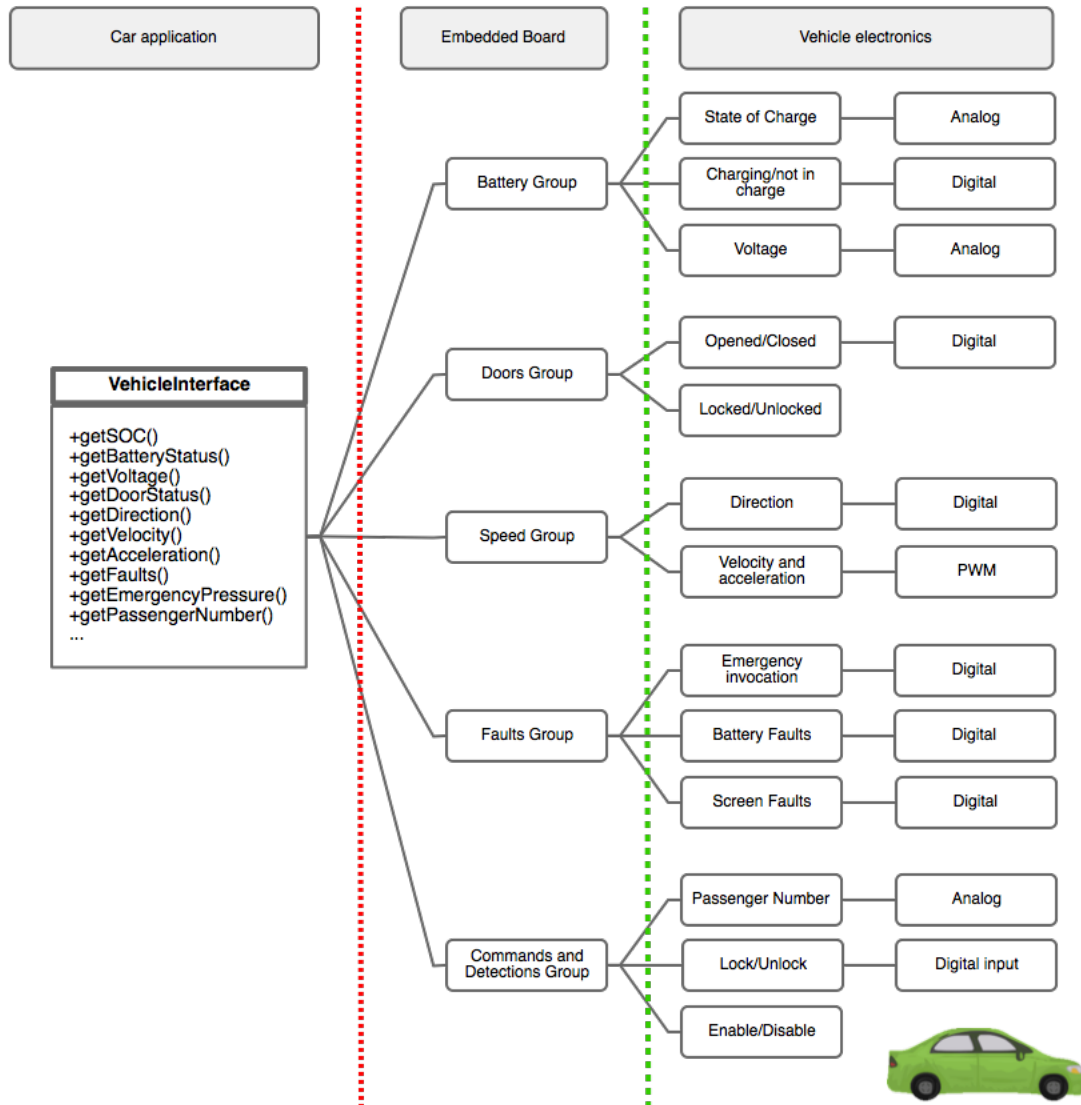 Car application
Embedded Board
Vehicle electronics
VehicleInterface
+getSOC()
+getBatteryStatus()
+getVoltage()
+getDoorStatus()
+getDirection()
+getVelocity()
+getAcceleration()
+getFaults()
+getEmergencyPressure()
+getPassengerNumber()
...
Battery Group
State of Charge
Analog
Charging/not in
charge
Digital
Voltage
Analog
Doors Group
Opened/Closed
Digital
Locked/Unlocked
Speed Group
Direction
Digital
Velocity and
acceleration
PWM
Faults Group
Emergency
invocation
Digital
Battery Faults
Digital
Screen Faults
Digital
Commands and
Detections Group
Passenger Number
Analog
Lock/Unlock
Digital input
Enable/Disable